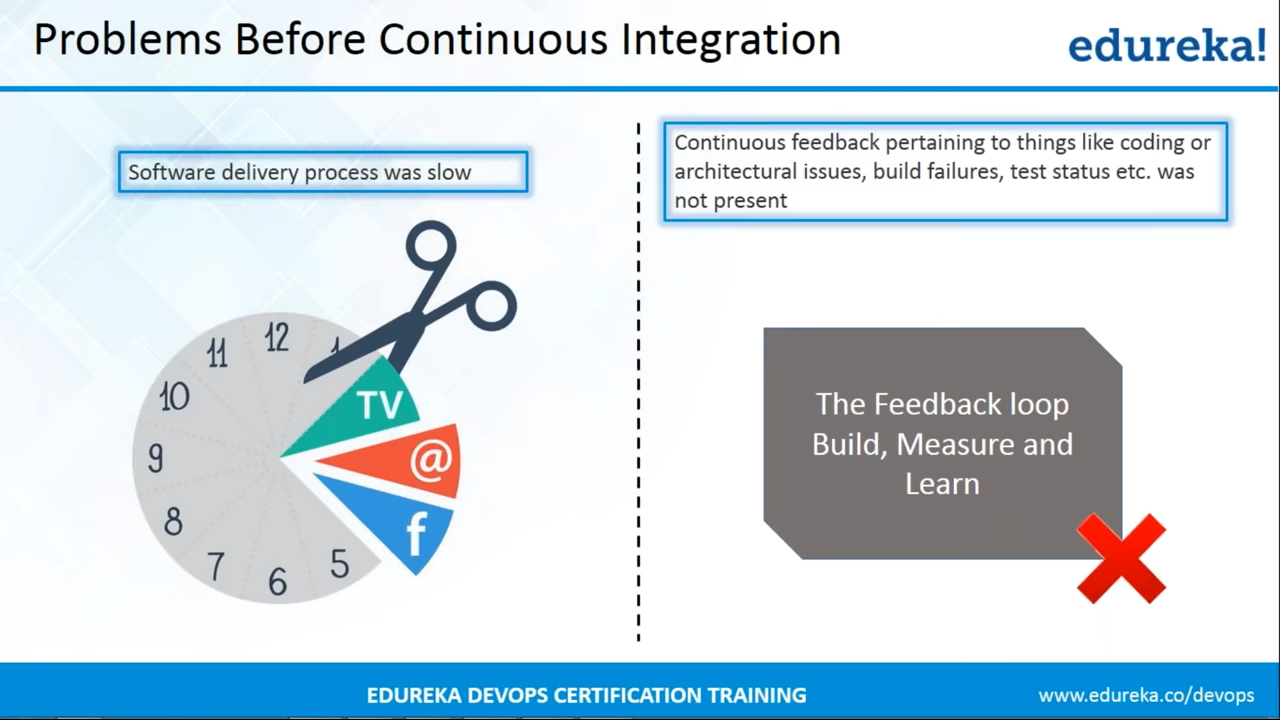 Problems Before Continuous Integration
edureka!
Software delivery process was slow
Continuous feedback pertaining to things like coding or
architectural issues, build failures, test status etc. was
not present
12
11
1
10
TV
9
@
8
f
7
5
6
The Feedback loop
Build, Measure and
Learn
EDUREKA DEVOPS CERTIFICATION TRAINING
www.edureka.co/devops